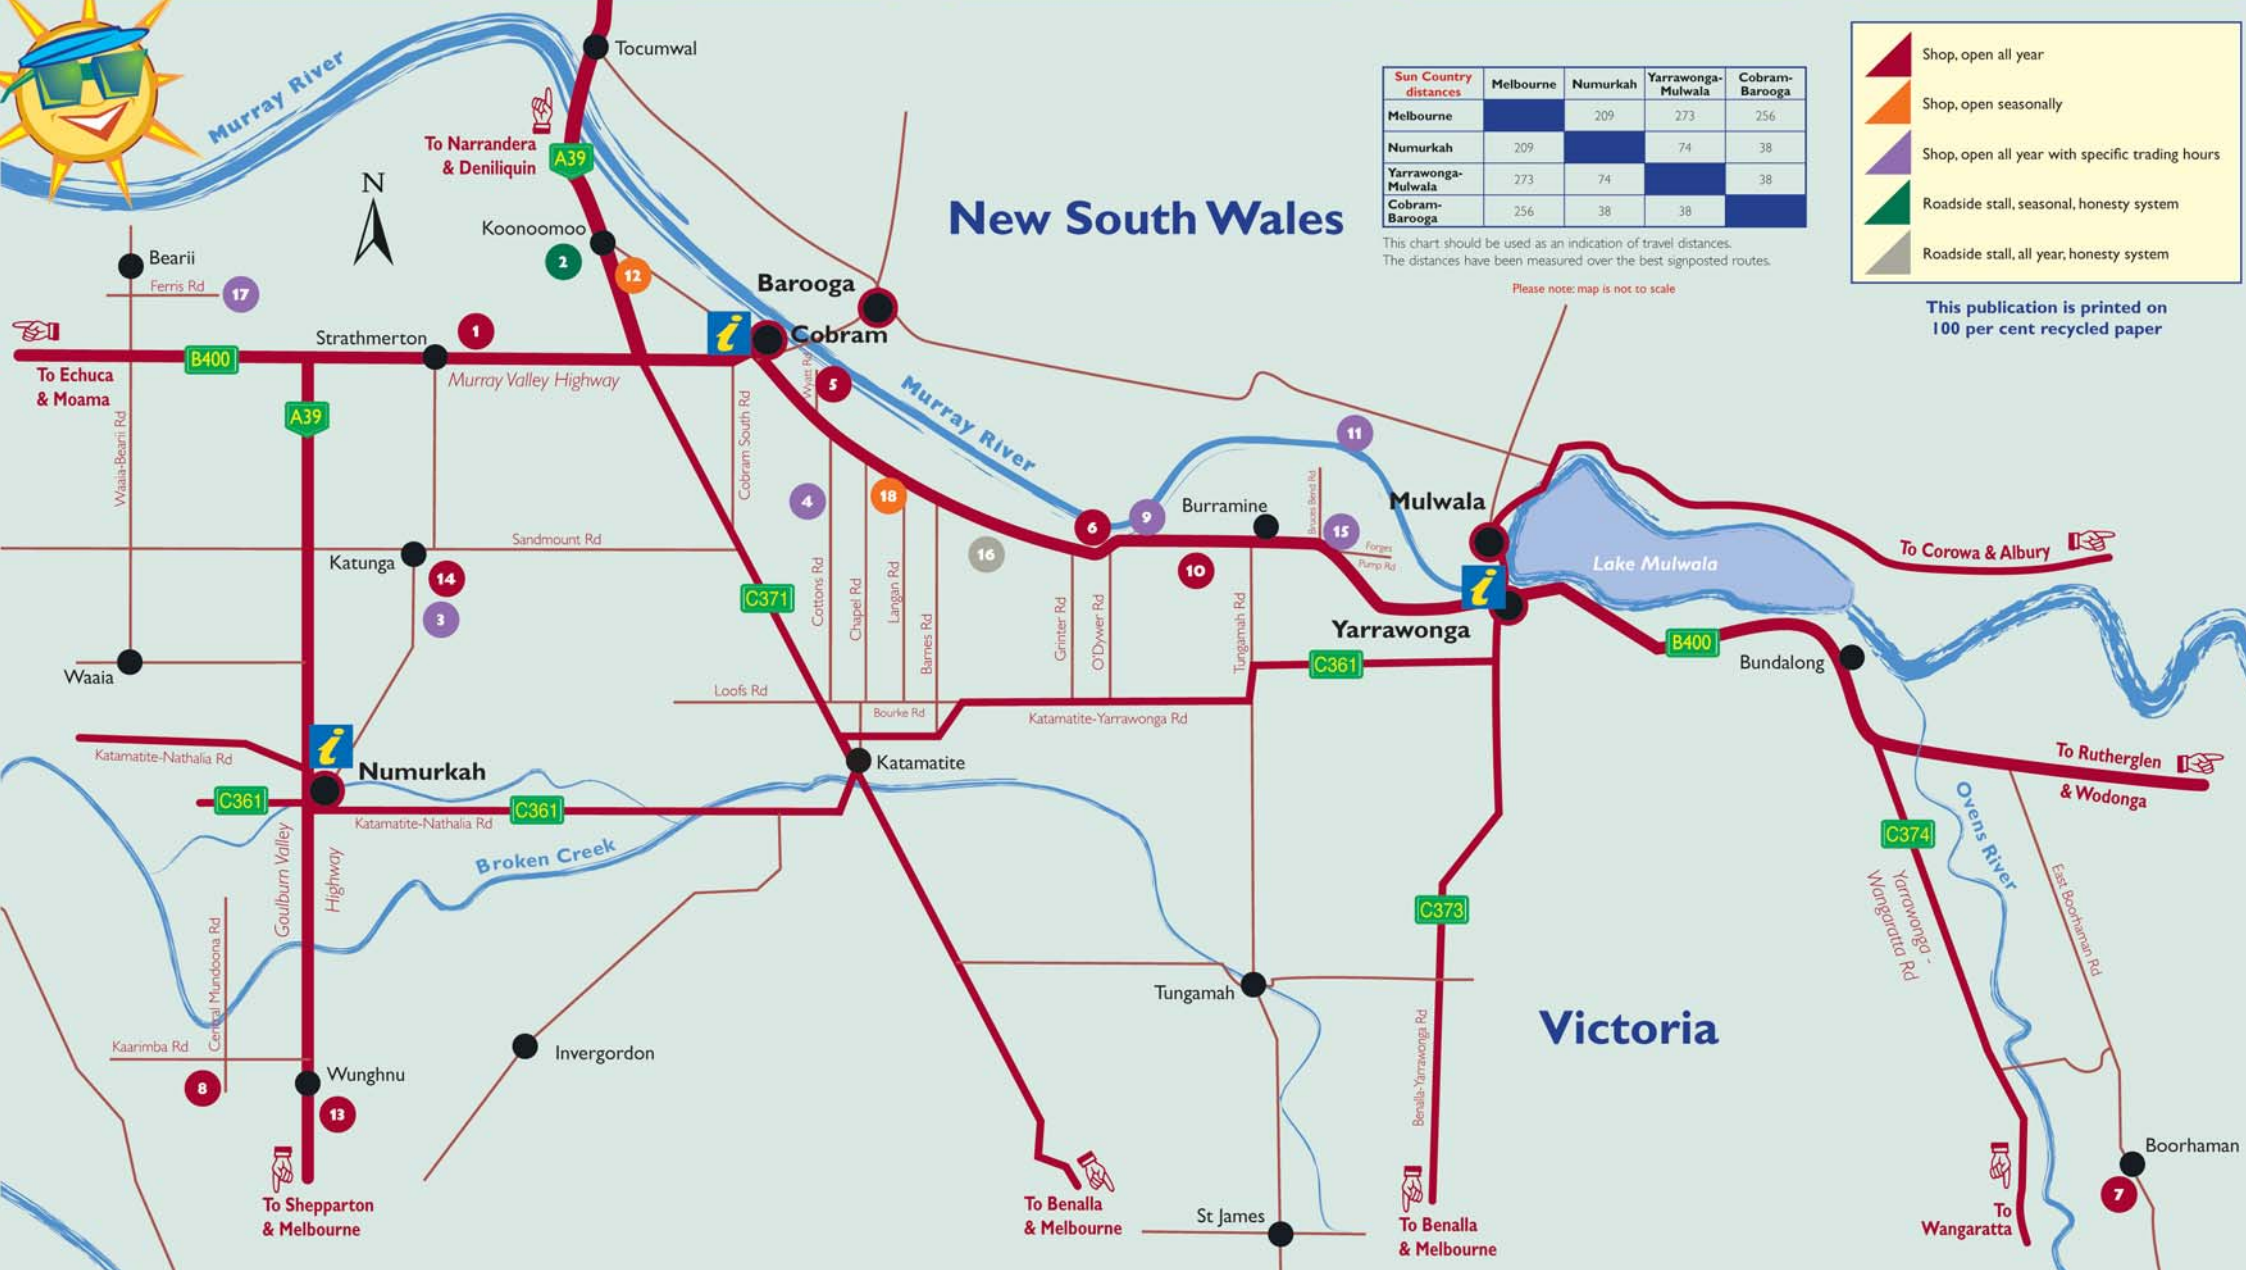 Murray River
Tocumwal
To Narrandera
& Deniliquin
A39
N
Koonoomoo
2
12
Bearii
Ferris Rd
17
New South Wales
Sun Country
distances
Melbourne
Numurkah
Yarrawonga-
Mulwala
Cobram-
Barooga
Melbourne
209
273
256
Numurkah
209
74
38
Yarrawonga-
Mulwala
273
74
38
Cobram-
Barooga
256
38
38
This chart should be used as an indication of travel distances.
The distances have been measured over the best signposted routes.
Please note: map is not to scale
Shop, open all year
Shop, open seasonally
Shop, open all year with specific trading hours
Roadside stall, seasonal, honesty system
Roadside stall, all year, honesty system
This publication is printed on
100 per cent recycled paper
Barooga
i
Cobram
Strathmerton
1
B400
To Echuca
& Moama
Murray Valley Highway
A39
Waaia-Bearii Rd
Cobram South Rd
Wyatt Rd
5
Murray River
4
18
11
6
9
Burramine
Bruces Bend Rd
15
Forges
Pump Rd
Mulwala
Lake Mulwala
To Corowa & Albury
Sandmount Rd
Katunga
14
3
16
10
C371
Cottons Rd
Chapel Rd
Langan Rd
Barnes Rd
Grinter Rd
O'Dywer Rd
Tungamah Rd
i
Yarrawonga
C361
B400
Bundalong
Waaia
Loofs Rd
Bourke Rd
Katamatite-Yarrawonga Rd
Katamatite-Nathalia Rd
i
Numurkah
Katamatite
C361
C361
Katamatite-Nathalia Rd
Broken Creek
Goulburn Valley
Highway
To Rutherglen
& Wodonga
Ovens River
C374
Yarrawonga -
Wangaratta Rd
East Boorhaman Rd
C373
Central Mundoona Rd
Kaarimba Rd
8
Wunghnu
13
Invergordon
Tungamah
Benalla-Yarrawonga Rd
Victoria
To Shepparton
& Melbourne
To Benalla
& Melbourne
St James
To Benalla
& Melbourne
To
Wangaratta
Boorhaman
7